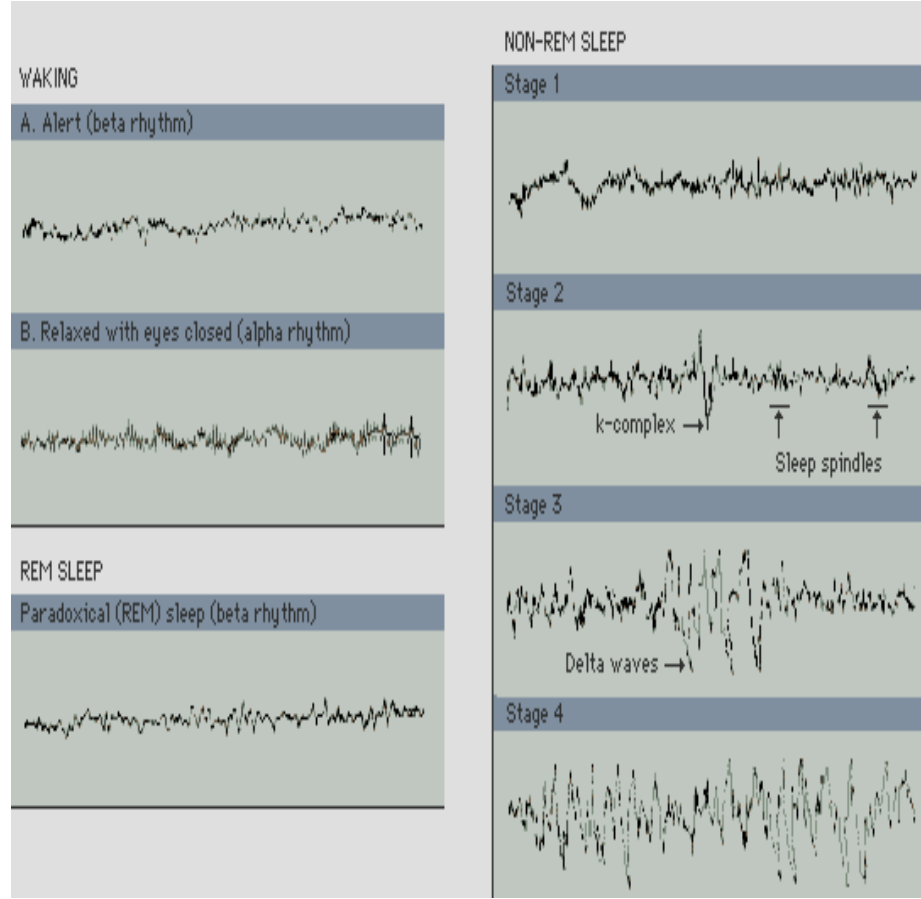 WAKING
A. Alert (beta rhythm)
B. Relaxed with eyes closed (alpha rhythm)
REM SLEEP
Paradoxical (REM) sleep (beta rhythm)
NON-REM SLEEP
Stage 1
Stage 2
k-complex
Sleep spindles
Stage 3
Delta waves
Stage 4